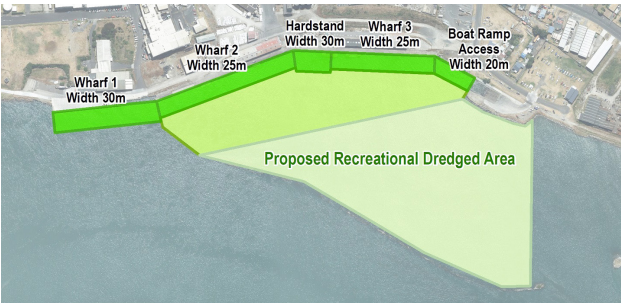 Hardstand
Width 30m
Wharf 3
Width 25m
Boat Ramp
Access
Width 20m
Wharf 2
Width 25m
Wharf 1
Width 30m
Proposed Recreational Dredged Area